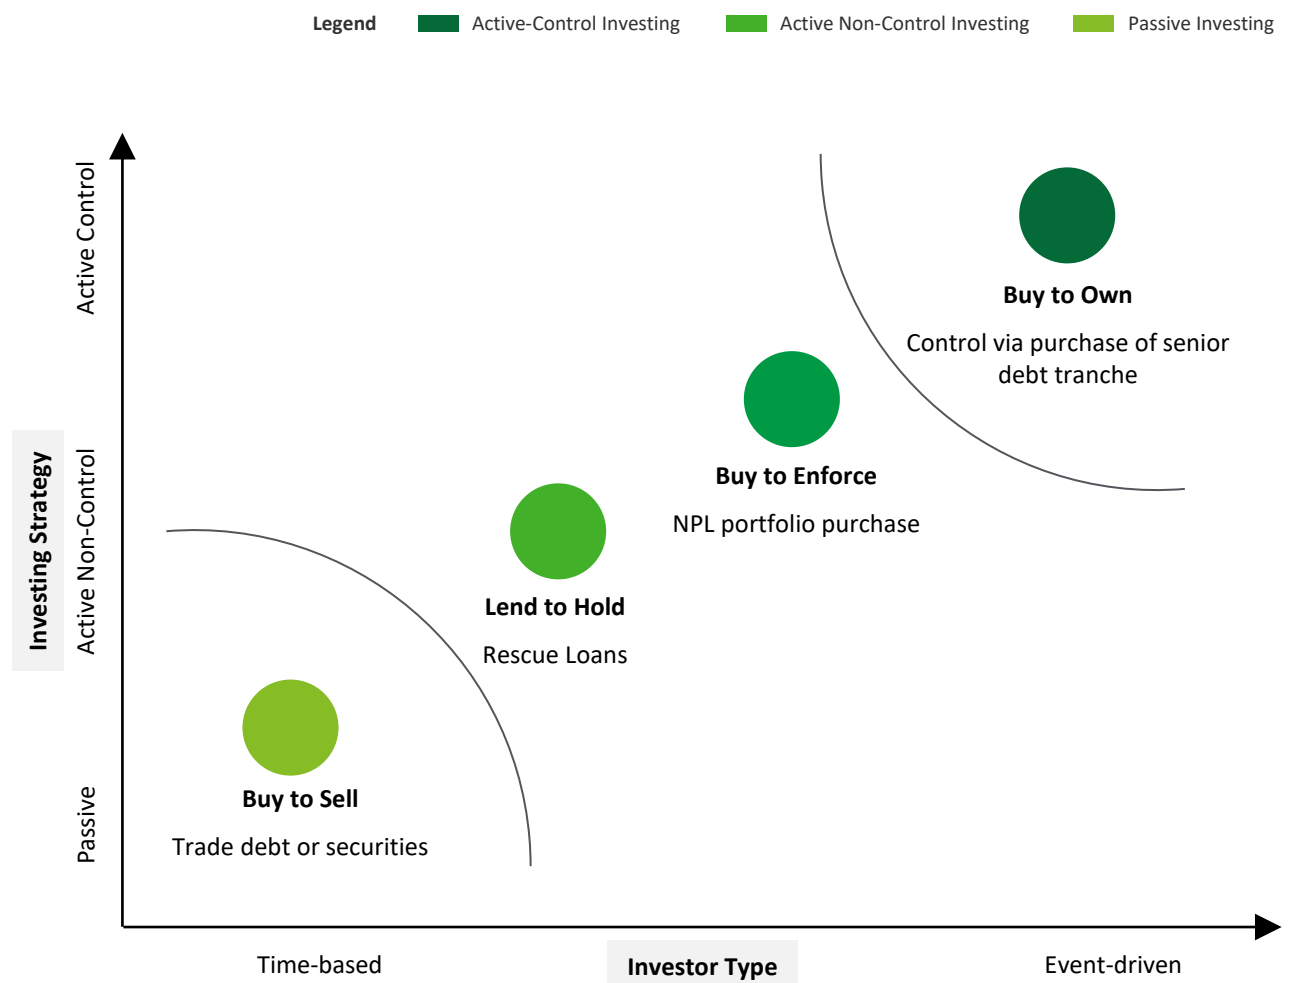 Legend
Active-Control Investing
Active Non-Control Investing
Passive Investing
Active Control
Active Non-Control
Passive
Investing Strategy
Buy to Own
Control via purchase of senior
debt tranche
Buy to Enforce
NPL portfolio purchase
Lend to Hold
Rescue Loans
Buy to Sell
Trade debt or securities
Time-based
Investor Type
Event-driven